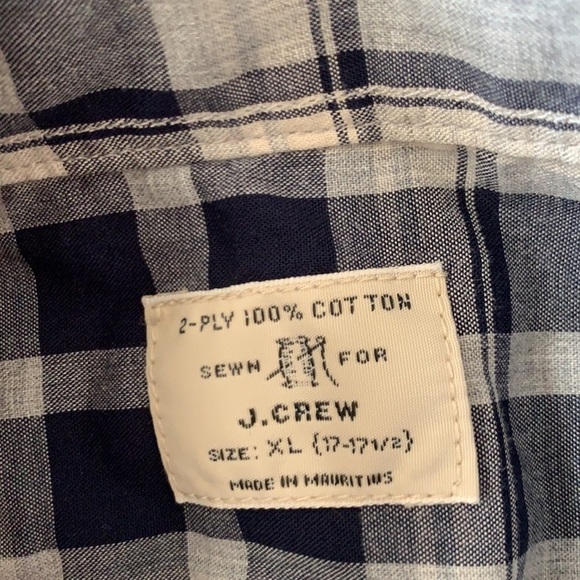 2-PLY 100% COTTON
SEWN FOR
J.CREW
SIZE: XL {17-17 1/2}
MADE IN MAURITIUS